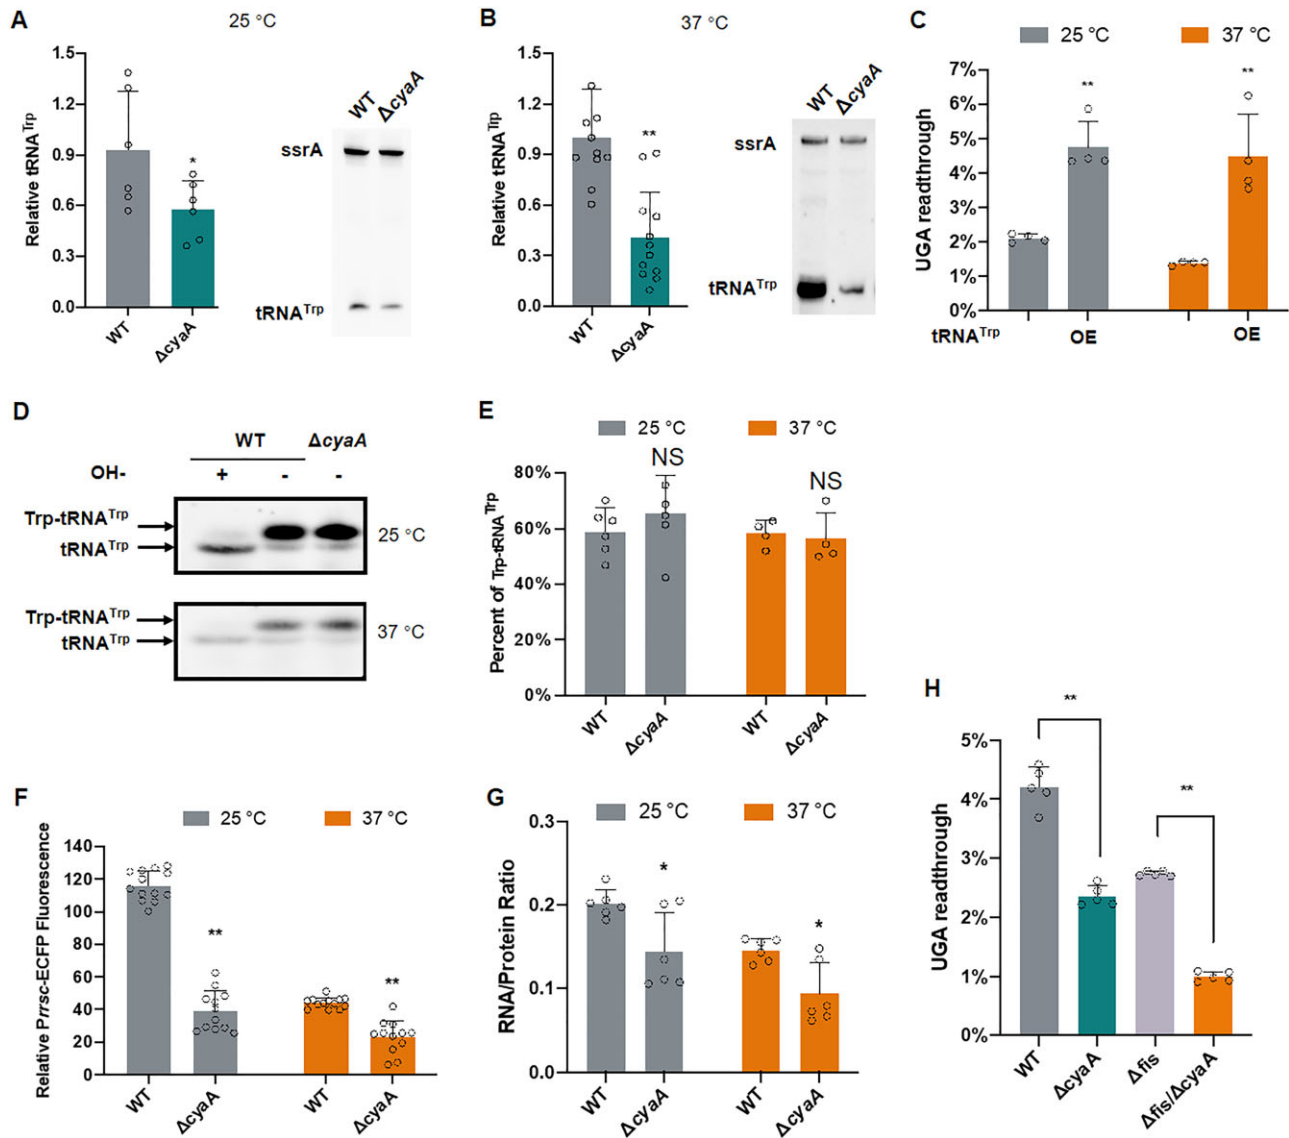 A
25 °C
Relative tRNATrp
1.5
1.2
0.9
0.6
0.3
0.0
*
WT
ΔcyaA
WT
ΔcyaA
ssrA
tRNATrp
B
37 °C
Relative tRNATrp
1.5
1.2
0.9
0.6
0.3
0.0
**
WT
ΔcyaA
WT
ΔcyaA
ssrA
tRNATrp
C
25 °C
37 °C
UGA readthrough
7%
6%
5%
4%
3%
2%
1%
0%
**
**
tRNATrp
OE
OE
D
WT
ΔcyaA
OH-
+
-
-
Trp-tRNATrp
tRNATrp
25 °C
Trp-tRNATrp
tRNATrp
37 °C
E
25 °C
37 °C
Percent of Trp-tRNATrp
80%
60%
40%
20%
0%
NS
NS
WT
ΔcyaA
WT
ΔcyaA
F
25 °C
37 °C
Relative Prrsc-ECFP Fluorescence
140
120
100
80
60
40
20
0
**
**
WT
ΔcyaA
WT
ΔcyaA
G
25 °C
37 °C
RNA/Protein Ratio
0.3
0.2
0.1
0.0
*
*
WT
ΔcyaA
WT
ΔcyaA
H
UGA readthrough
5%
4%
3%
2%
1%
0%
**
**
WT
ΔcyaA
Δfis
Δfis/ΔcyaA